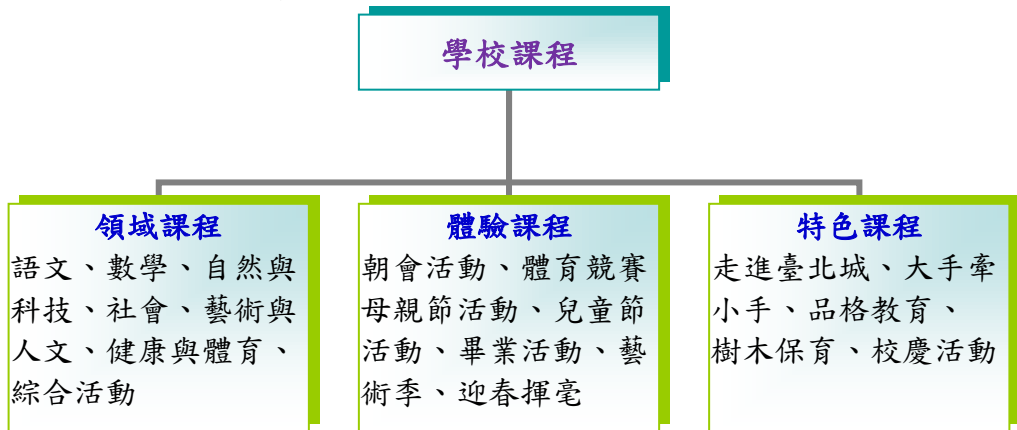 學校課程
領域課程
語文、數學、自然與
科技、社會、藝術與
人文、健康與體育、
綜合活動
體驗課程
朝會活動、體育競賽
母親節活動、兒童節
活動、畢業活動、藝
術季、迎春揮毫
特色課程
走進臺北城、大手牽
小手、品格教育、
樹木保育、校慶活動